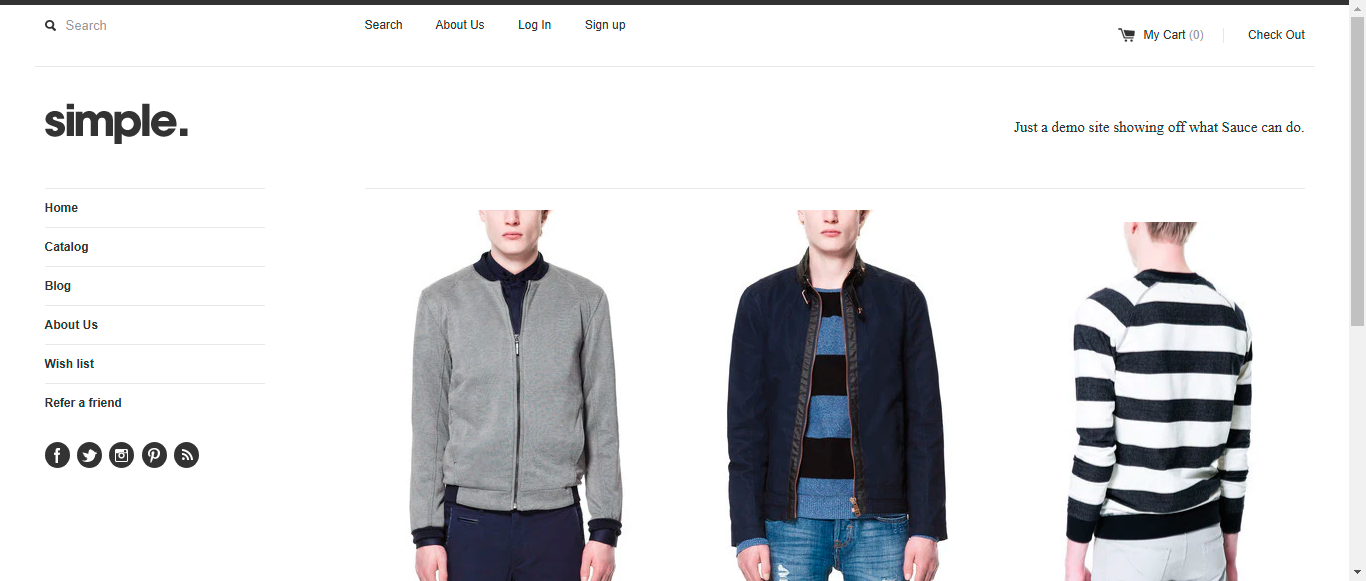 Search
Search About Us Log In Sign up
My Cart (0) Check Out
simple.
Just a demo site showing off what Sauce can do.
Home
Catalog
Blog
About Us
Wish list
Refer a friend